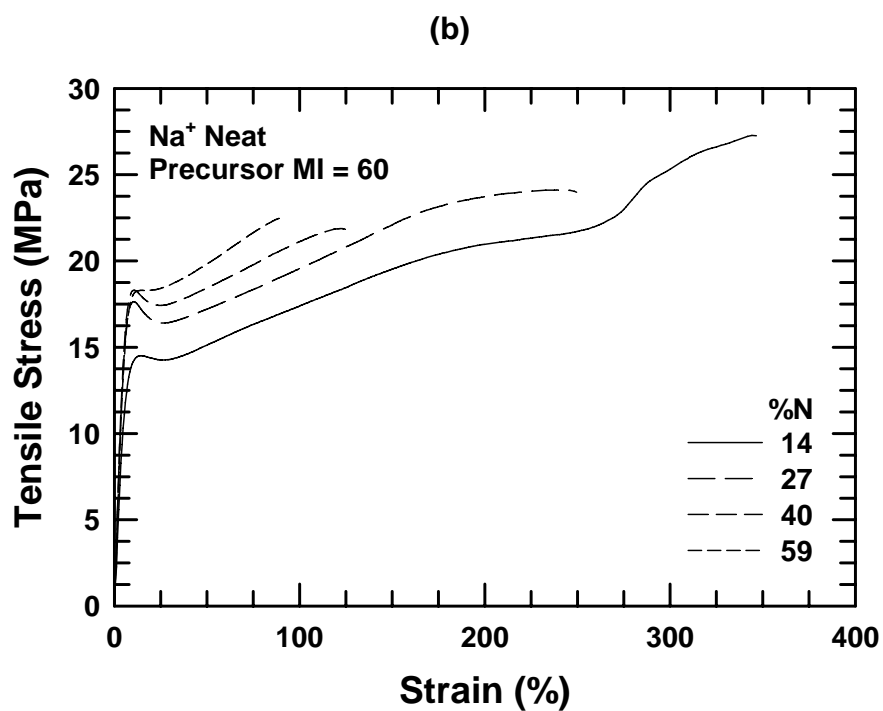 (b)
30
25
20
15
10
5
0
Tensile Stress (MPa)
Na⁺ Neat
Precursor MI = 60
%N
14
27
40
59
0 100 200 300 400
Strain (%)